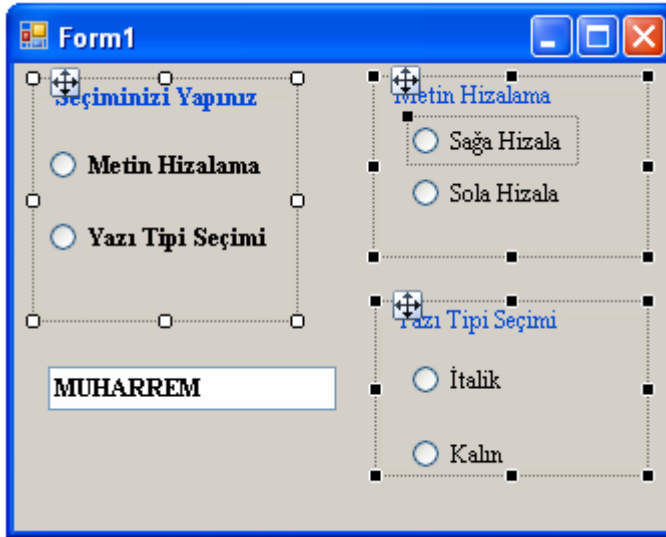 Form1
Seçiminizi Yapınız
Metin Hizalama
Yazı Tipi Seçimi
MUHARREM
Metin Hizalama
Sağa Hizala
Sola Hizala
Yazı Tipi Seçimi
İtalik
Kalın